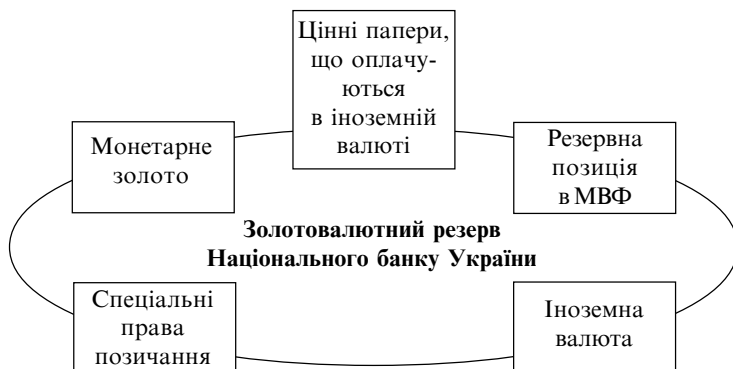 Цінні папери,
що оплачу-
ються
в іноземній
валюті
Монетарне
золото
Резервна
позиція
в МВФ
Золотовалютний резерв
Національного банку України
Спеціальні
права
позичання
Іноземна
валюта